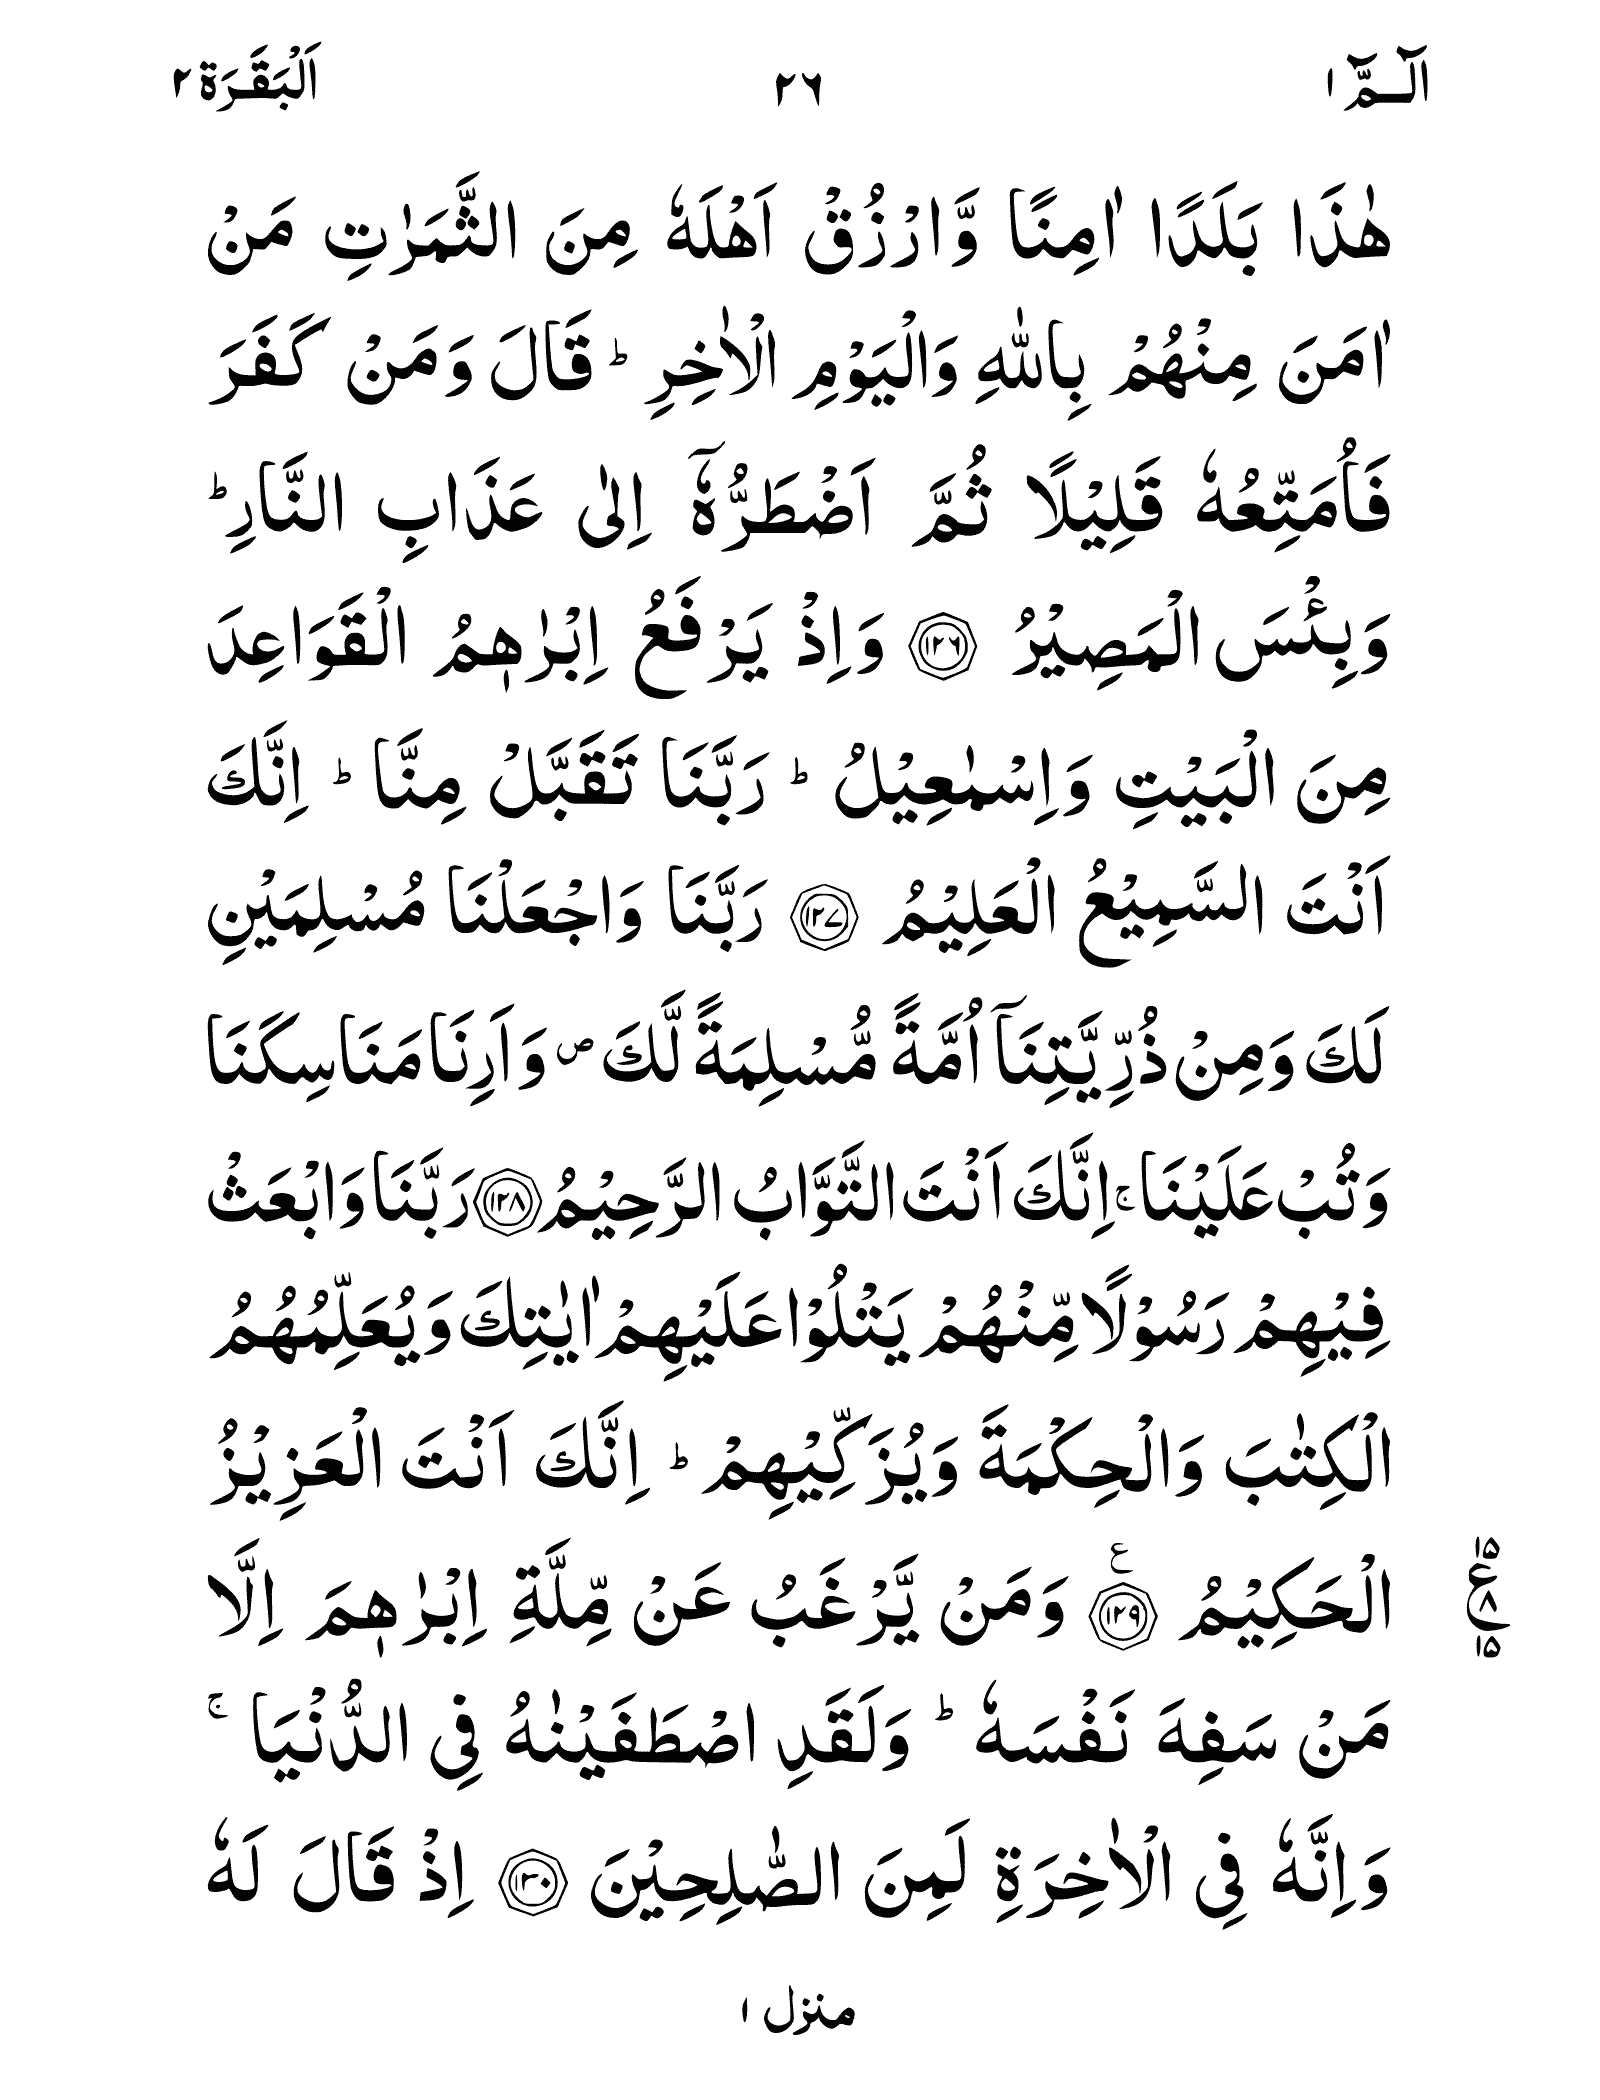 الٓـمّٓ ١
٢٦
اَلْبَقَرَة ٢
هٰذَا بَلَدًا اٰمِنًا وَّارْزُقْ اَهْلَهٗ مِنَ الثَّمَرٰتِ مَنْ
اٰمَنَ مِنْهُمْ بِاللّٰهِ وَالْيَوْمِ الْاٰخِرِ ؕ قَالَ وَمَنْ كَفَرَ
فَاُمَتِّعُهٗ قَلِيْلًا ثُمَّ اَضْطَرُّهٗۤ اِلٰى عَذَابِ النَّارِ ؕ
وَبِئْسَ الْمَصِيْرُ ۝١٢٦ وَاِذْ يَرْفَعُ اِبْرٰهٖمُ الْقَوَاعِدَ
مِنَ الْبَيْتِ وَاِسْمٰعِيْلُ ؕ رَبَّنَا تَقَبَّلْ مِنَّا ؕ اِنَّكَ
اَنْتَ السَّمِيْعُ الْعَلِيْمُ ۝١٢٧ رَبَّنَا وَاجْعَلْنَا مُسْلِمَيْنِ
لَكَ وَمِنْ ذُرِّيَّتِنَاۤ اُمَّةً مُّسْلِمَةً لَّكَ ص وَاَرِنَا مَنَاسِكَنَا
وَتُبْ عَلَيْنَا ۚ اِنَّكَ اَنْتَ التَّوَّابُ الرَّحِيْمُ ۝١٢٨ رَبَّنَا وَابْعَثْ
فِيْهِمْ رَسُوْلًا مِّنْهُمْ يَتْلُوْا عَلَيْهِمْ اٰيٰتِكَ وَيُعَلِّمُهُمُ
الْكِتٰبَ وَالْحِكْمَةَ وَيُزَكِّيْهِمْ ؕ اِنَّكَ اَنْتَ الْعَزِيْزُ
الْحَكِيْمُ ۝١٢٩ ع وَمَنْ يَّرْغَبُ عَنْ مِّلَّةِ اِبْرٰهٖمَ اِلَّا
١٥
ع ٨
١٥
مَنْ سَفِهَ نَفْسَهٗ ؕ وَلَقَدِ اصْطَفَيْنٰهُ فِى الدُّنْيَا ۚ
وَاِنَّهٗ فِى الْاٰخِرَةِ لَمِنَ الصّٰلِحِيْنَ ۝١٣٠ اِذْ قَالَ لَهٗ
منزل ١